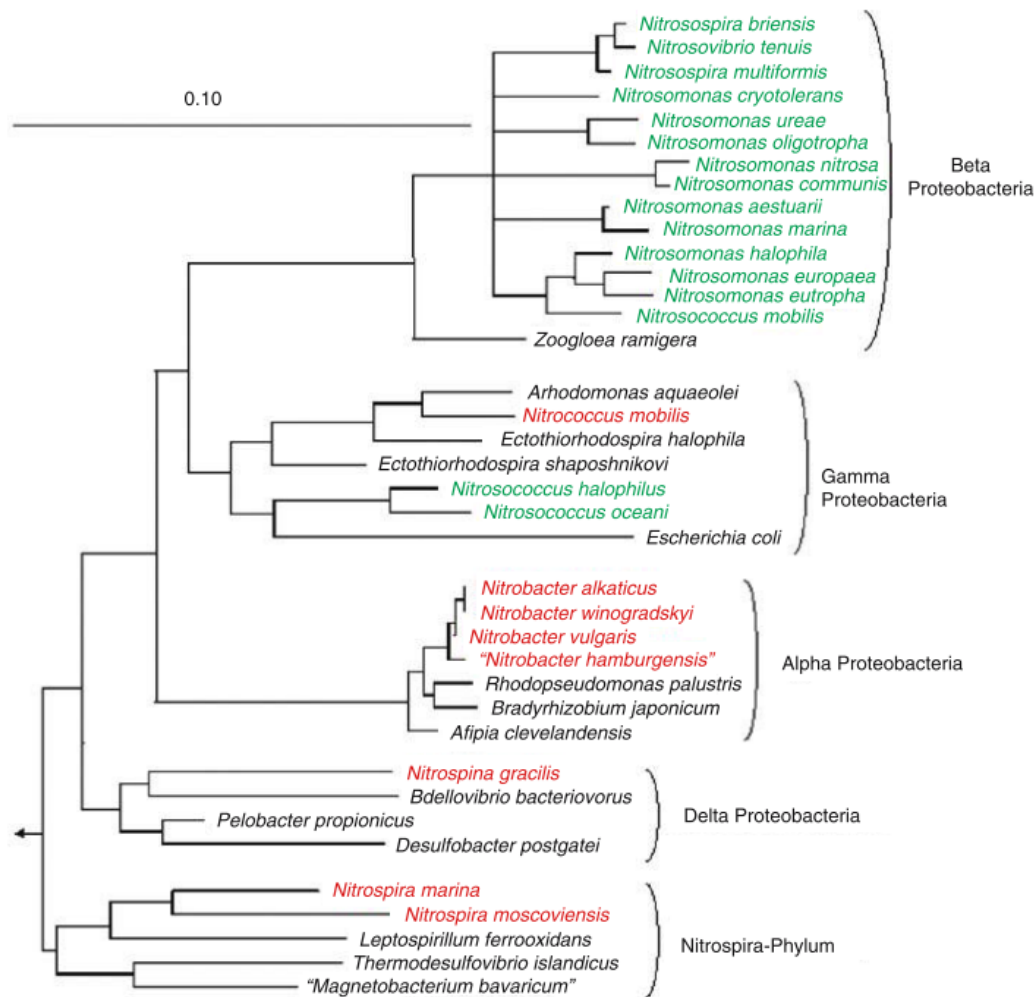 0.10
Nitrosospira briensis
Nitrosovibrio tenuis
Nitrosospira multiformis
Nitrosomonas cryotolerans
Nitrosomonas ureae
Nitrosomonas oligotropha
Nitrosomonas nitrosa
Nitrosomonas communis
Nitrosomonas aestuarii
Nitrosomonas marina
Nitrosomonas halophila
Nitrosomonas europaea
Nitrosomonas eutropha
Nitrosococcus mobilis
Zoogloea ramigera
Beta
Proteobacteria
Arhodomonas aquaeolei
Nitrococcus mobilis
Ectothiorhodospira halophila
Ectothiorhodospira shaposhnikovi
Nitrosococcus halophilus
Nitrosococcus oceani
Escherichia coli
Gamma
Proteobacteria
Nitrobacter alkaticus
Nitrobacter winogradskyi
Nitrobacter vulgaris
“Nitrobacter hamburgensis”
Rhodopseudomonas palustris
Bradyrhizobium japonicum
Afipia clevelandensis
Alpha Proteobacteria
Nitrospina gracilis
Bdellovibrio bacteriovorus
Pelobacter propionicus
Desulfobacter postgatei
Delta Proteobacteria
Nitrospira marina
Nitrospira moscoviensis
Leptospirillum ferrooxidans
Thermodesulfovibrio islandicus
“Magnetobacterium bavaricum”
Nitrospira-Phylum